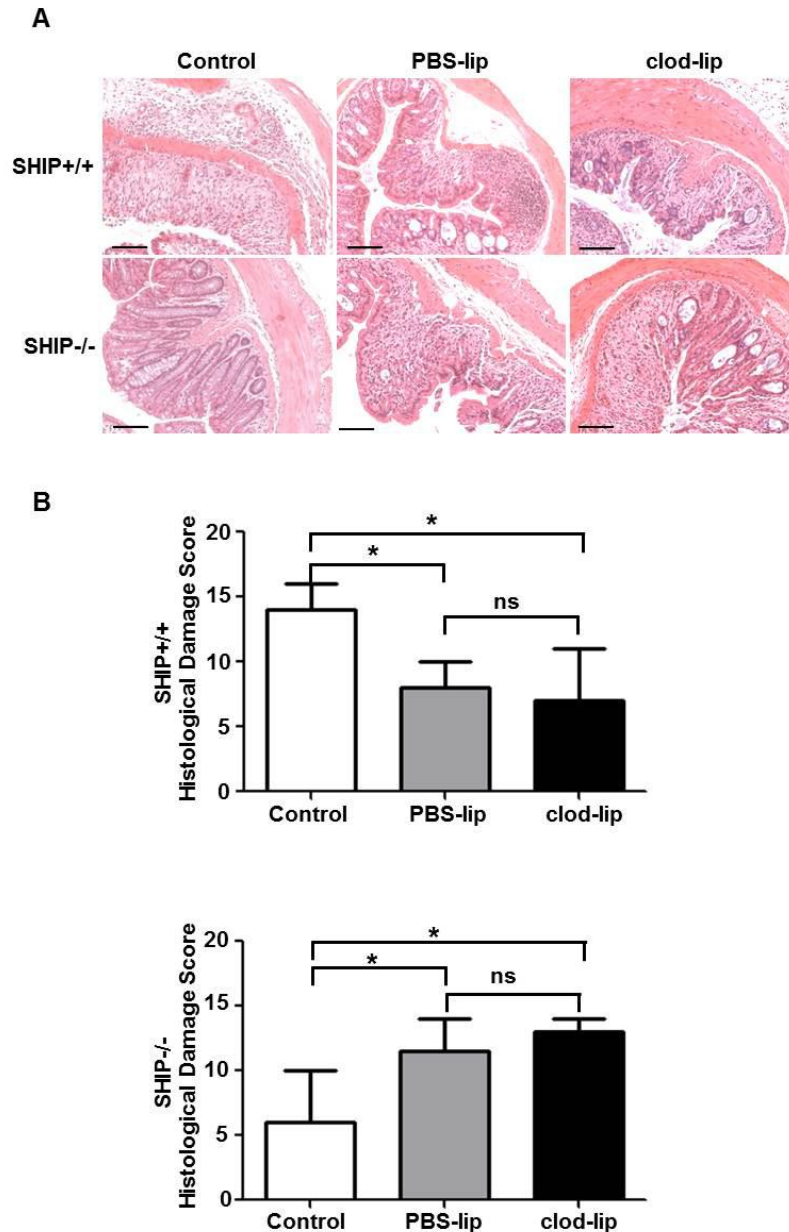 A
Control PBS-lip clod-lip
SHIP+/+
SHIP-/-
B
SHIP+/+
Histological Damage Score
20
15
10
5
0
*
*
ns
Control PBS-lip clod-lip
SHIP-/-
Histological Damage Score
20
15
10
5
0
*
*
ns
Control PBS-lip clod-lip